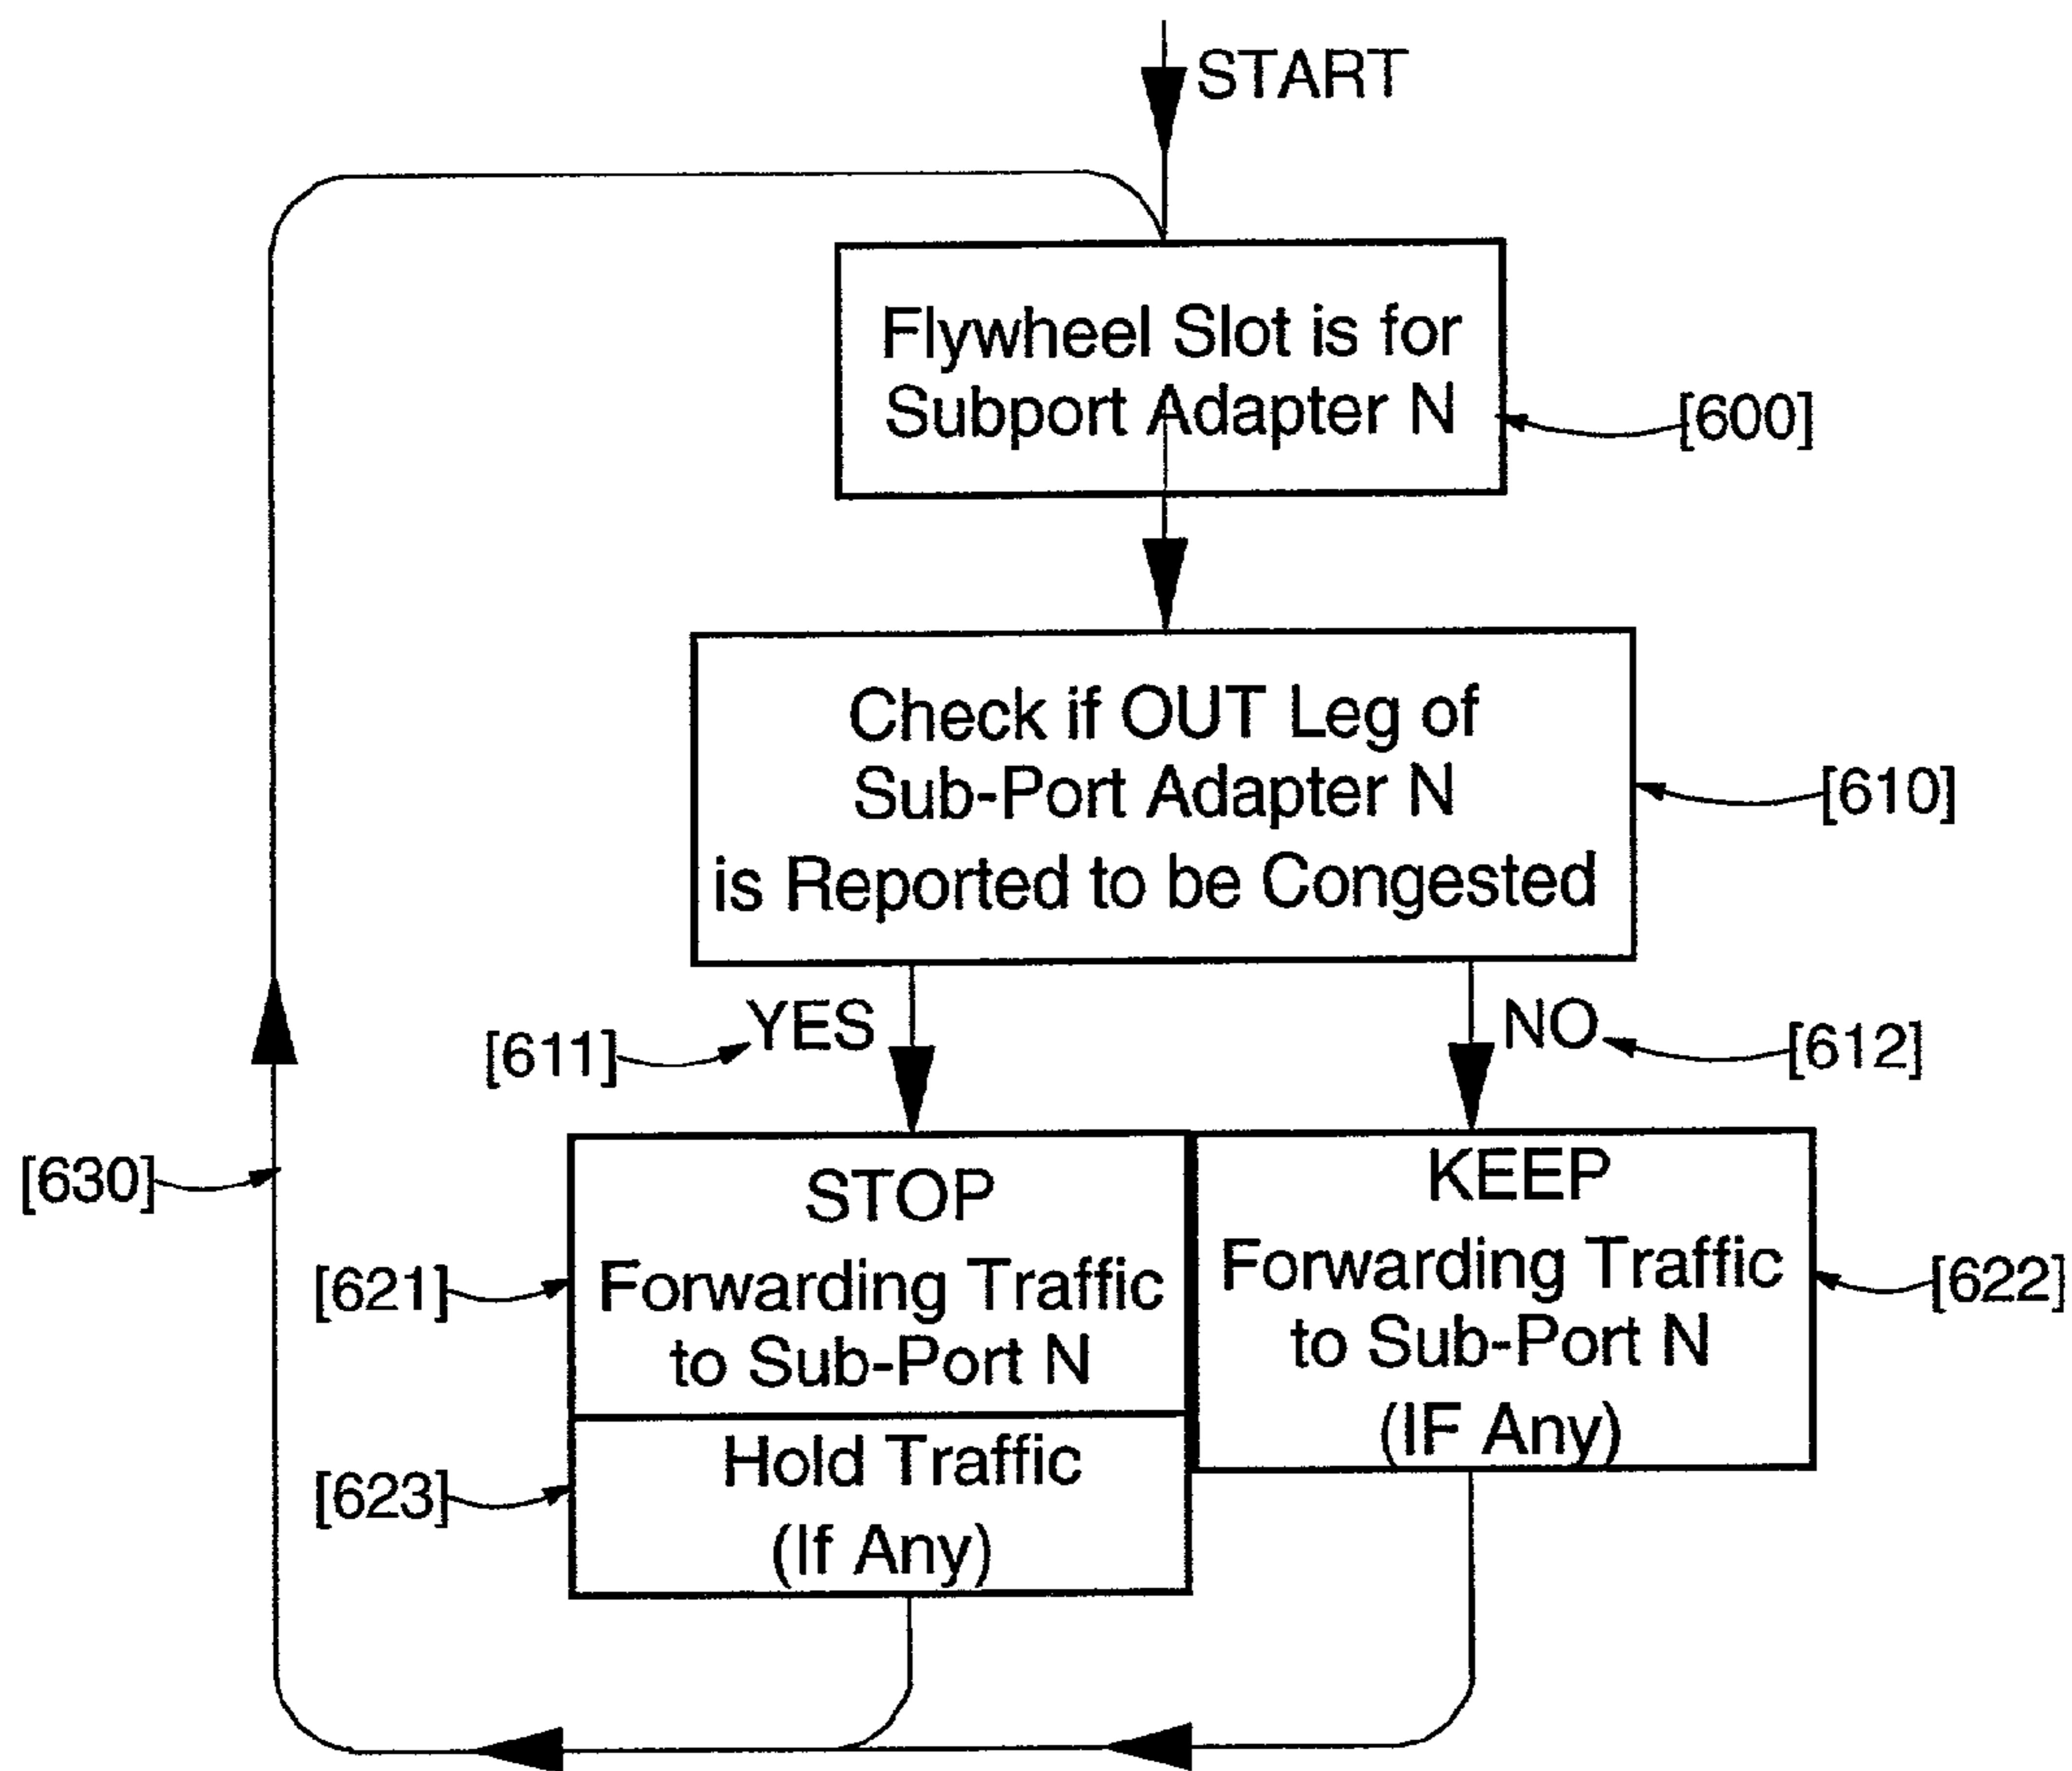 START
Flywheel Slot is for
Subport Adapter N
[600]
Check if OUT Leg of
Sub-Port Adapter N
is Reported to be Congested
[610]
[611]
YES
NO
[612]
[630]
STOP
Forwarding Traffic
to Sub-Port N
[621]
KEEP
Forwarding Traffic
to Sub-Port N
(IF Any)
[622]
Hold Traffic
(If Any)
[623]